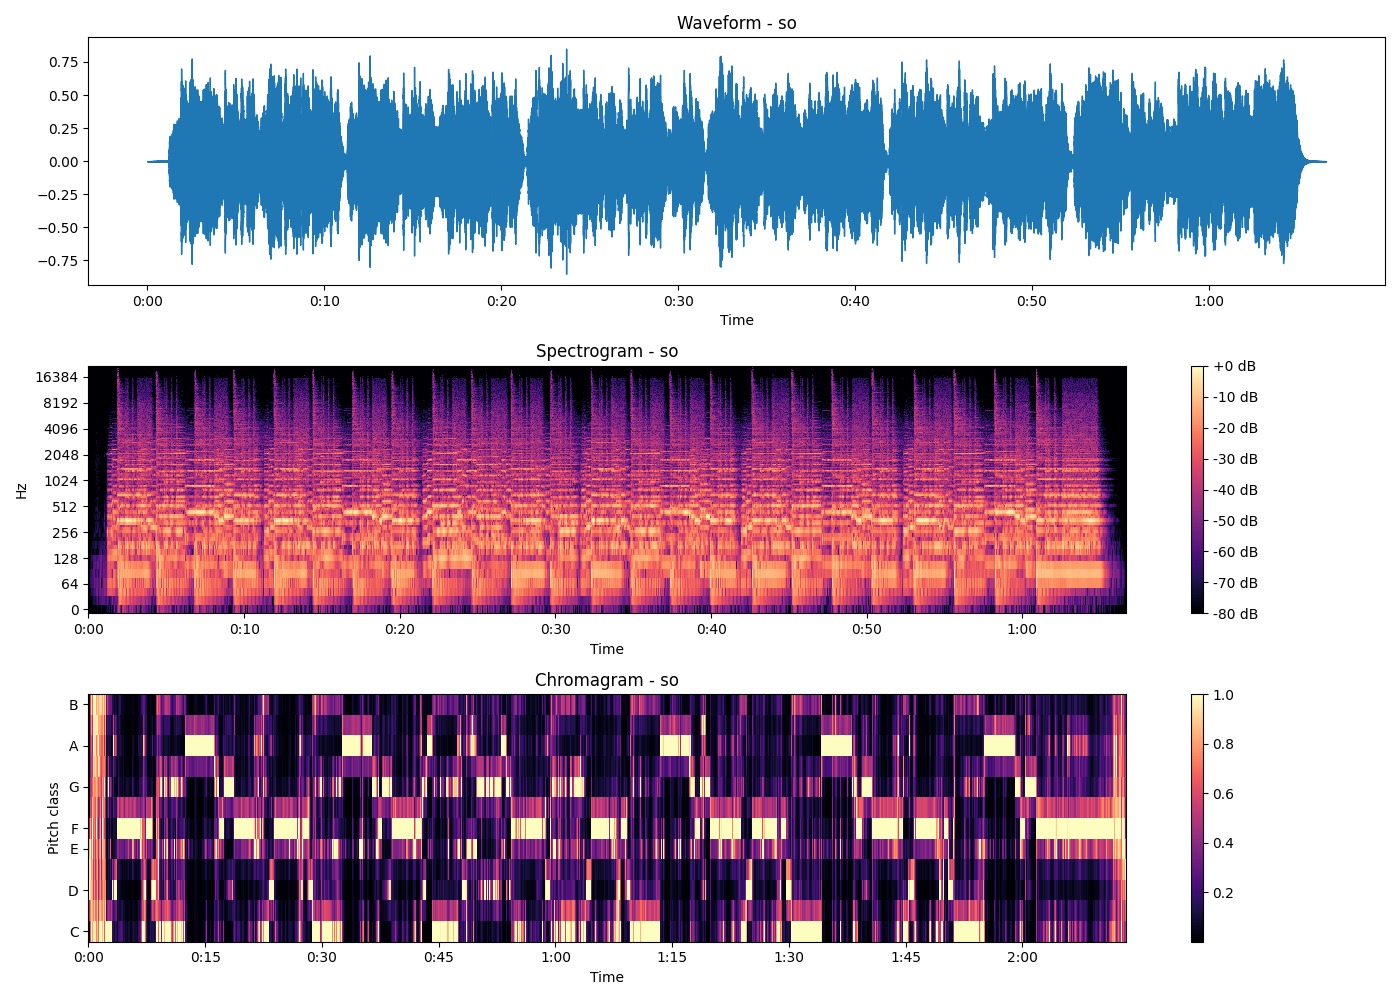 Waveform - so
0.75
0.50
0.25
0.00
−0.25
−0.50
−0.75
0:00 0:10 0:20 0:30 0:40 0:50 1:00
Time
Spectrogram - so
Hz
16384
8192
4096
2048
1024
512
256
128
64
0
0:00 0:10 0:20 0:30 0:40 0:50 1:00
Time
+0 dB
-10 dB
-20 dB
-30 dB
-40 dB
-50 dB
-60 dB
-70 dB
-80 dB
Chromagram - so
Pitch class
B
A
G
F
E
D
C
0:00 0:15 0:30 0:45 1:00 1:15 1:30 1:45 2:00
Time
1.0
0.8
0.6
0.4
0.2